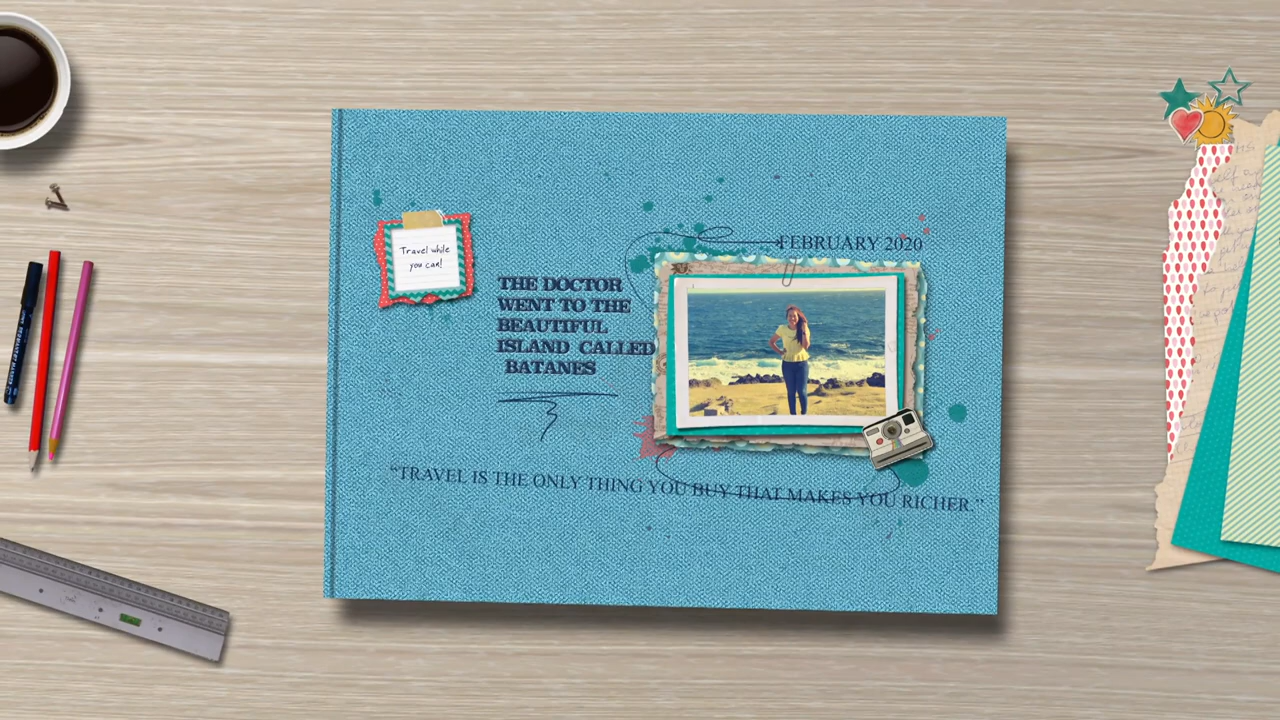 Travel while
you can!
FEBRUARY 2020
THE DOCTOR
WENT TO THE
BEAUTIFUL
ISLAND CALLED
BATANES
“TRAVEL IS THE ONLY THING YOU BUY THAT MAKES YOU RICHER.”